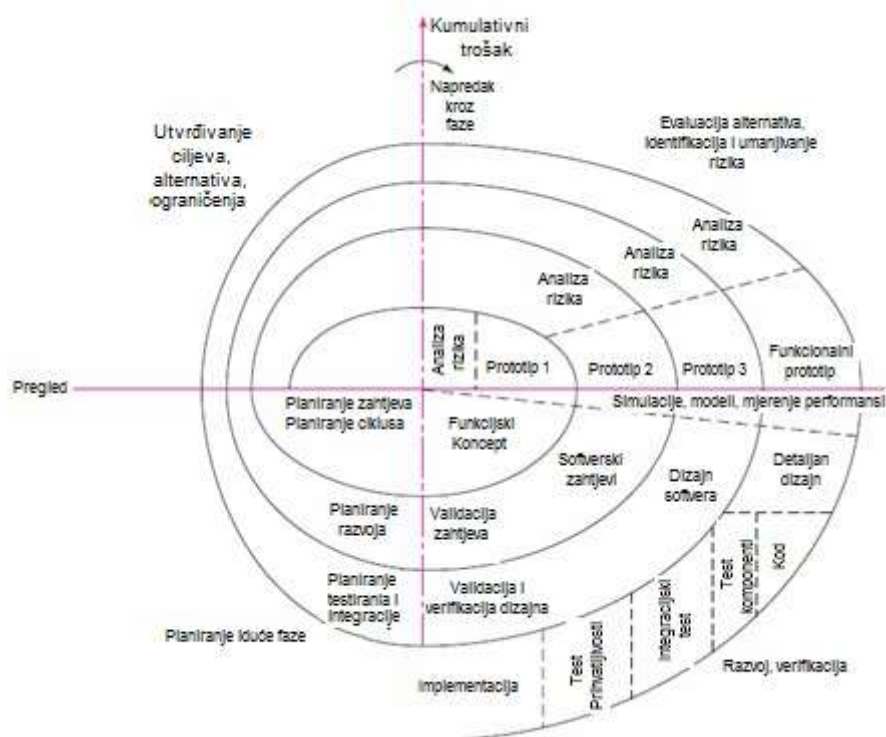 Kumulativni
trošak
Napredak
kroz
faze
Utvrđivanje
ciljeva,
alternativa,
ograničenja
Evaluacija alternativa,
Identifikacija i umanjivanje
rizika
Analiza
rizika
Analiza
rizika
Analiza
rizika
Analiza
rizika
Prototip 1
Prototip 2
Prototip 3
Funkcionalni
prototip
Pregled
Planiranje zahtjeva
Planiranje ciklusa
Simulacije, modeli, mjerenje performansi
Funkcijski
Koncept
Softverski
zahtjevi
Dizajn
softvera
Detaljan
dizajn
Planiranje
razvoja
Validacija
zahtjeva
Test
komponenti
Kod
Planiranje
testiranja i
Integracije
Validacija i
verifikacija dizajna
Integracijski
test
Test
Prihvatljivosti
Planiranje iduće faze
Implementacija
Razvoj, verifikacija